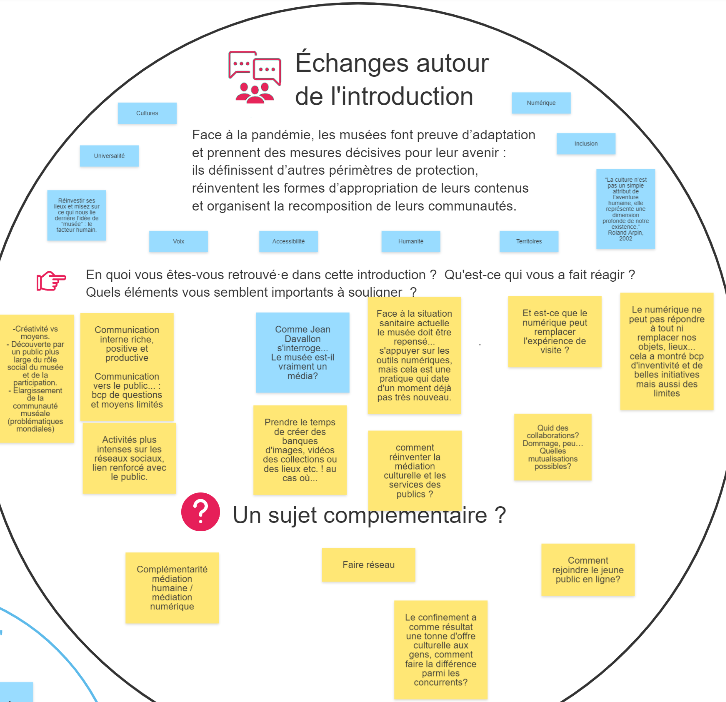 Échanges autour
de l'introduction
Cultures
Numérique
Universalité
Inclusion
Face à la pandémie, les musées font preuve d'adaptation
et prennent des mesures décisives pour leur avenir :
ils définissent d'autres périmètres de protection,
réinventent les formes d'appropriation de leurs contenus
et organisent la recomposition de leurs communautés.
Réinvestir ses
lieux et misez sur
ce qui nous lie
derrière l'idée de
"musée" : le
facteur humain.
"La culture n'est
pas un simple
attribut de
l'aventure
humaine, elle
représente une
dimension
profonde de notre
existence."
Roland Arpin,
2002
Voix
Accessibilité
Humanité
Territoires
En quoi vous êtes-vous retrouvé·e dans cette introduction ? Qu'est-ce qui vous a fait réagir ?
Quels éléments vous semblent importants à souligner ?
-Créativité vs
moyens.
- Découverte par
un public plus
large du rôle
social du musée
et de la
participation.
- Elargissement
de la
communauté
muséale
(problématiques
mondiales)
Communication
interne riche,
positive et
productive
Communication
vers le public... :
bcp de questions
et moyens limités
Comme Jean
Davallon
s'interroge...
Le musée est-il
vraiment un
média?
Face à la situation
sanitaire actuelle
le musée doit être
repensé...
s'appuyer sur les
outils numériques,
mais cela est une
pratique qui date
d'un moment déjà
pas très nouveau.
.
Et est-ce que le
numérique peut
remplacer
l'expérience de
visite ?
Le numérique ne
peut pas répondre
à tout ni
remplacer nos
objets, lieux...
cela a montré bcp
d'inventivité et de
belles initiatives
mais aussi des
limites
Activités plus
intenses sur les
réseaux sociaux,
lien renforcé avec
le public.
Prendre le temps
de créer des
banques
d'images, vidéos
des collections ou
des lieux etc. ! au
cas où...
comment
réinventer la
médiation
culturelle et les
services des
publics ?
Quid des
collaborations?
Dommage, peu...
Quelles
mutualisations
possibles?
?
Un sujet complémentaire ?
Complémentarité
médiation
humaine /
médiation
numérique
Faire réseau
Comment
rejoindre le jeune
public en ligne?
Le confinement a
comme résultat
une tonne d'offre
culturelle aux
gens, comment
faire la différence
parmi les
concurrents?